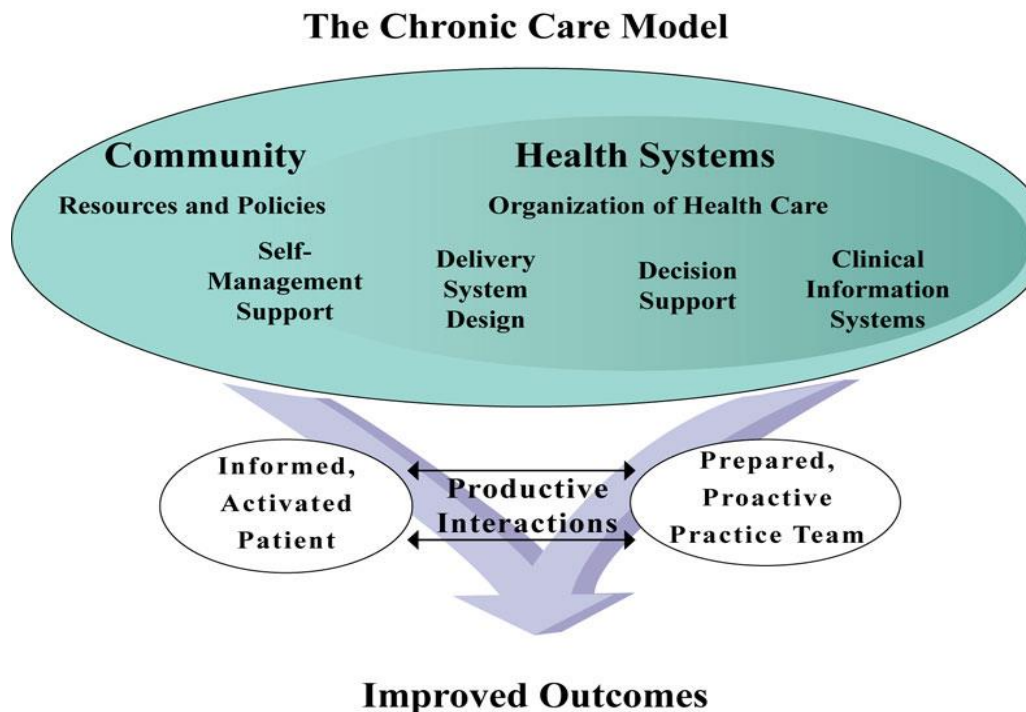 The Chronic Care Model
Community
Health Systems
Resources and Policies
Organization of Health Care
Self-
Management
Support
Delivery
System
Design
Decision
Support
Clinical
Information
Systems
Informed,
Activated
Patient
Productive
Interactions
Prepared,
Proactive
Practice Team
Improved Outcomes